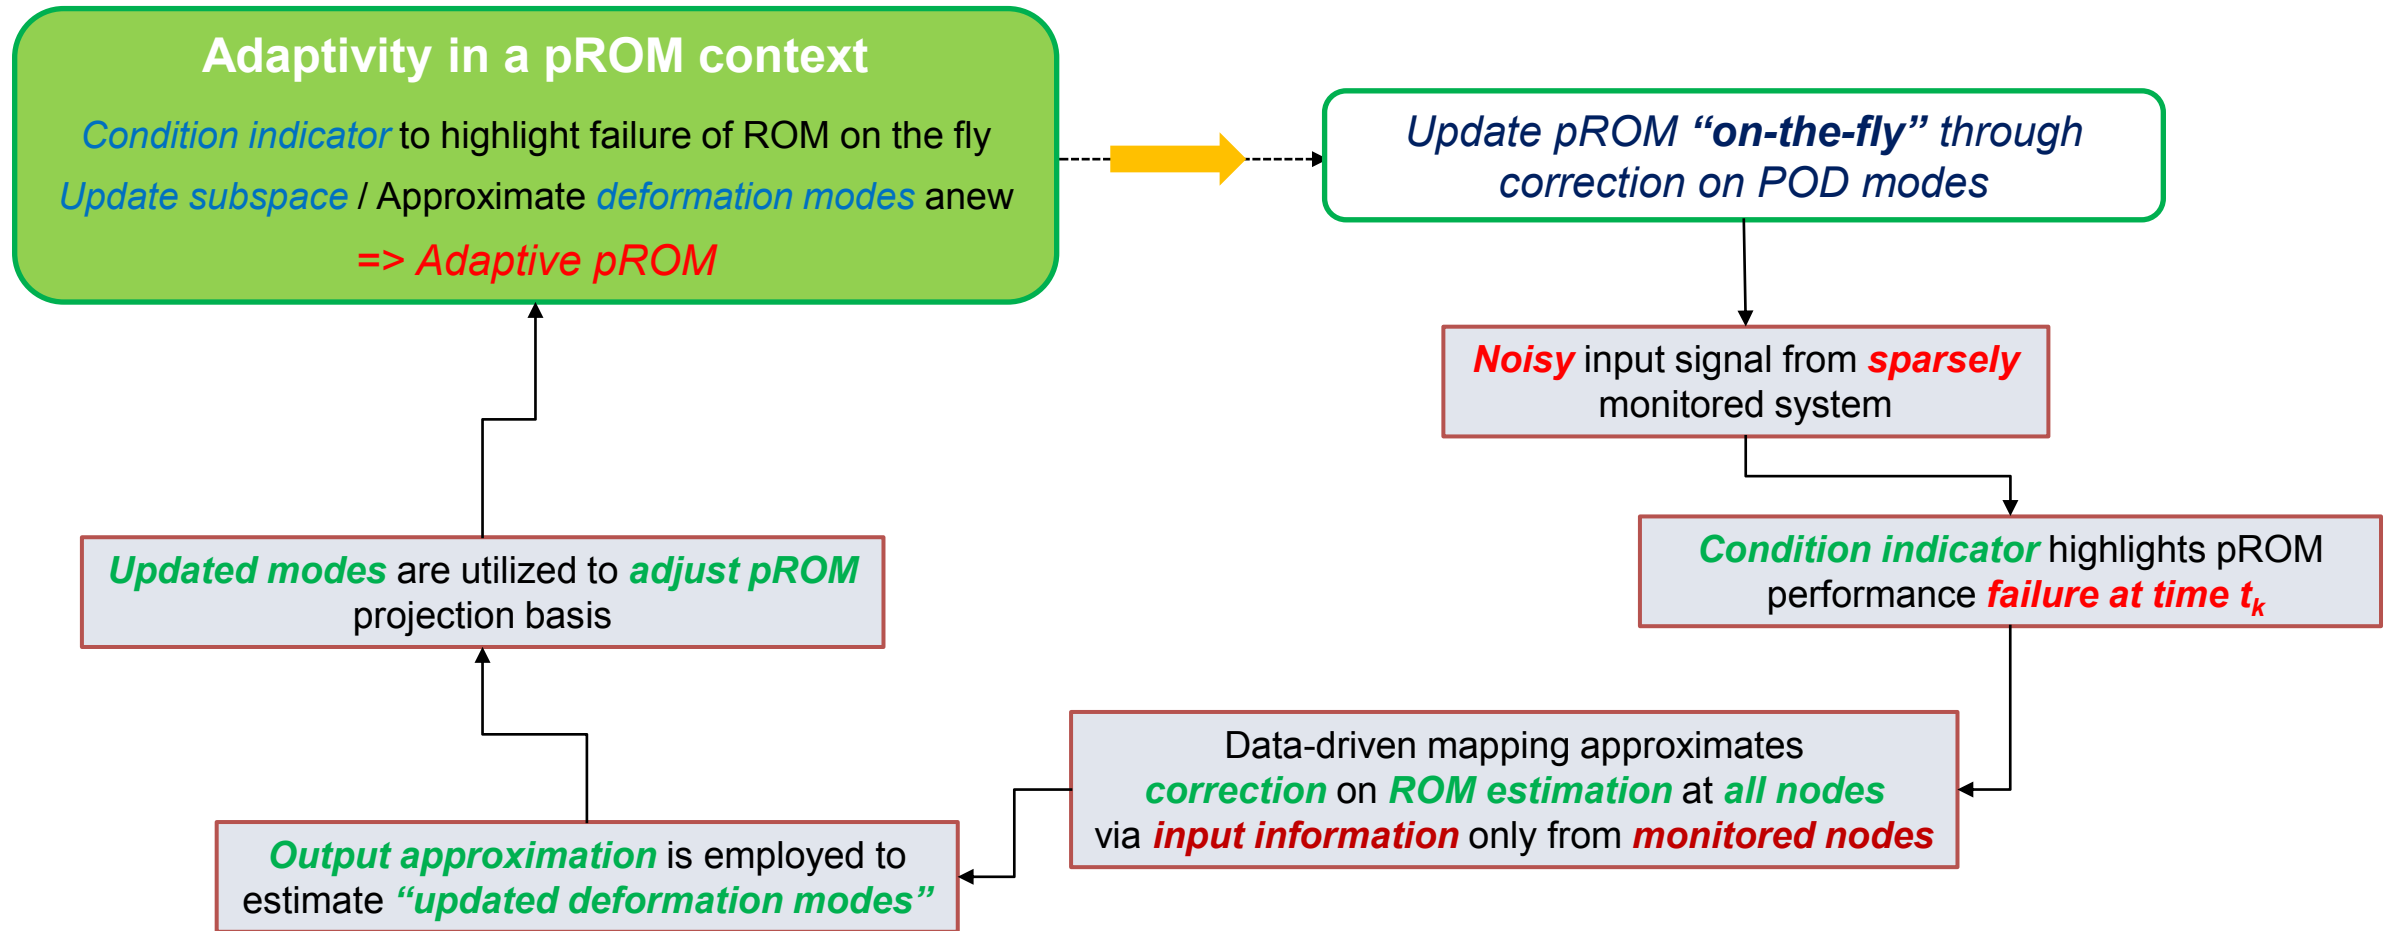 Adaptivity in a pROM context
Condition indicator to highlight failure of ROM on the fly
Update subspace / Approximate deformation modes anew
=> Adaptive pROM
Update pROM “on-the-fly” through
correction on POD modes
Noisy input signal from sparsely
monitored system
Condition indicator highlights pROM
performance failure at time tk
Data-driven mapping approximates
correction on ROM estimation at all nodes
via input information only from monitored nodes
Output approximation is employed to
estimate “updated deformation modes”
Updated modes are utilized to adjust pROM
projection basis